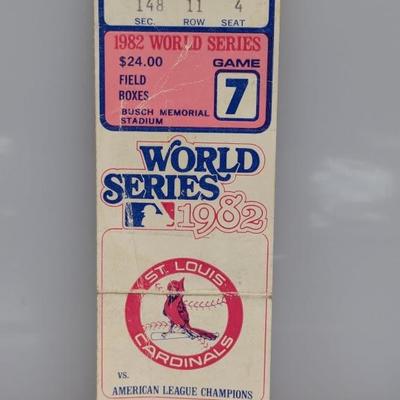 148 11 4
SEC. ROW SEAT
1982 WORLD SERIES
$24.00 GAME
FIELD
BOXES
7
BUSCH MEMORIAL
STADIUM
WORLD
SERIES
1982
ST. LOUIS
CARDINALS
VS.
AMERICAN LEAGUE CHAMPIONS